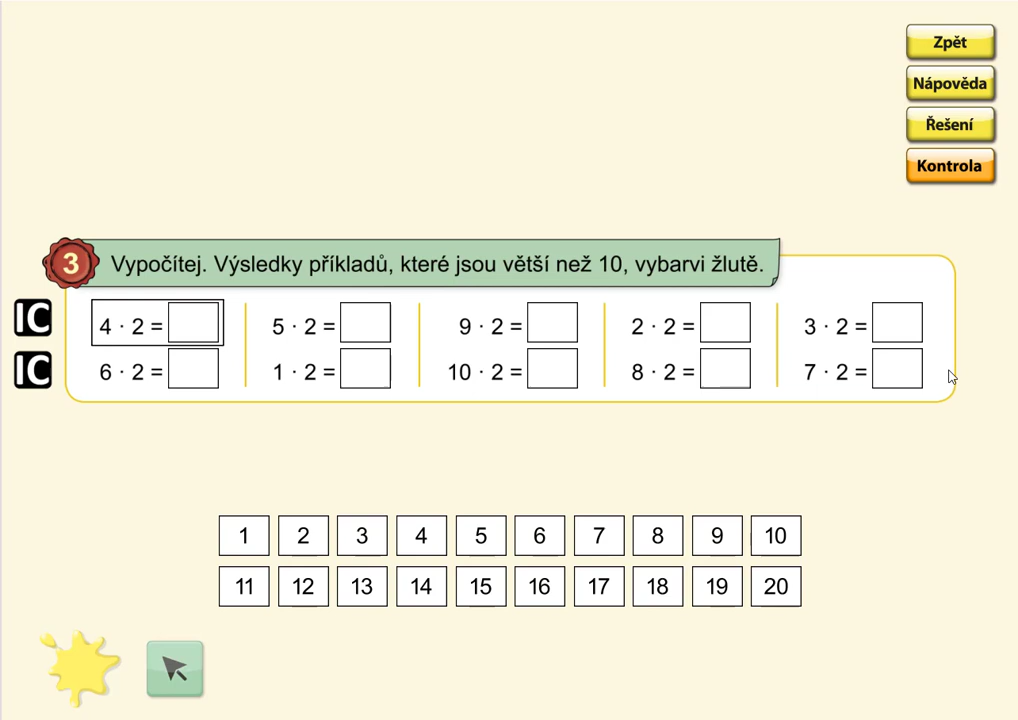 Zpět
Nápověda
Řešení
Kontrola
3 Vypočítej. Výsledky příkladů, které jsou větší než 10, vybarvi žlutě.
IC 4 · 2 = 5 · 2 = 9 · 2 = 2 · 2 = 3 · 2 =
IC 6 · 2 = 1 · 2 = 10 · 2 = 8 · 2 = 7 · 2 =
1 2 3 4 5 6 7 8 9 10
11 12 13 14 15 16 17 18 19 20